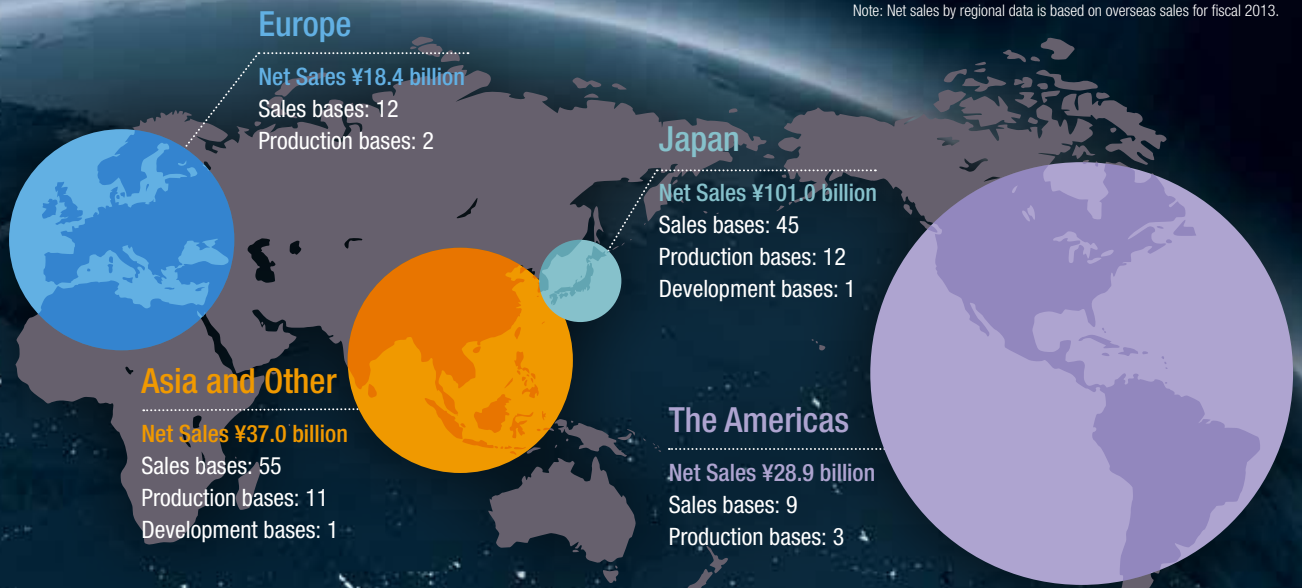 Note: Net sales by regional data is based on overseas sales for fiscal 2013.
Europe
Net Sales ¥18.4 billion
Sales bases: 12
Production bases: 2
Japan
Net Sales ¥101.0 billion
Sales bases: 45
Production bases: 12
Development bases: 1
Asia and Other
Net Sales ¥37.0 billion
Sales bases: 55
Production bases: 11
Development bases: 1
The Americas
Net Sales ¥28.9 billion
Sales bases: 9
Production bases: 3